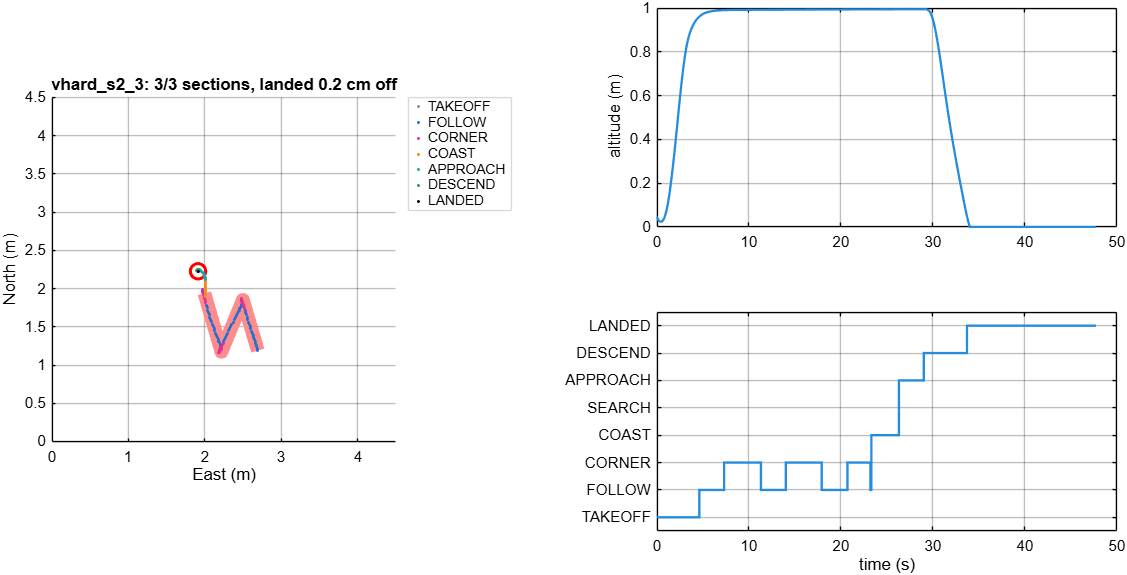 vhard_s2_3: 3/3 sections, landed 0.2 cm off
4.5
4
3.5
3
2.5
2
1.5
1
0.5
0
North (m)
0 1 2 3 4
East (m)
TAKEOFF
FOLLOW
CORNER
COAST
APPROACH
DESCEND
LANDED
1
0.8
0.6
0.4
0.2
0
altitude (m)
0 10 20 30 40 50
LANDED
DESCEND
APPROACH
SEARCH
COAST
CORNER
FOLLOW
TAKEOFF
0 10 20 30 40 50
time (s)